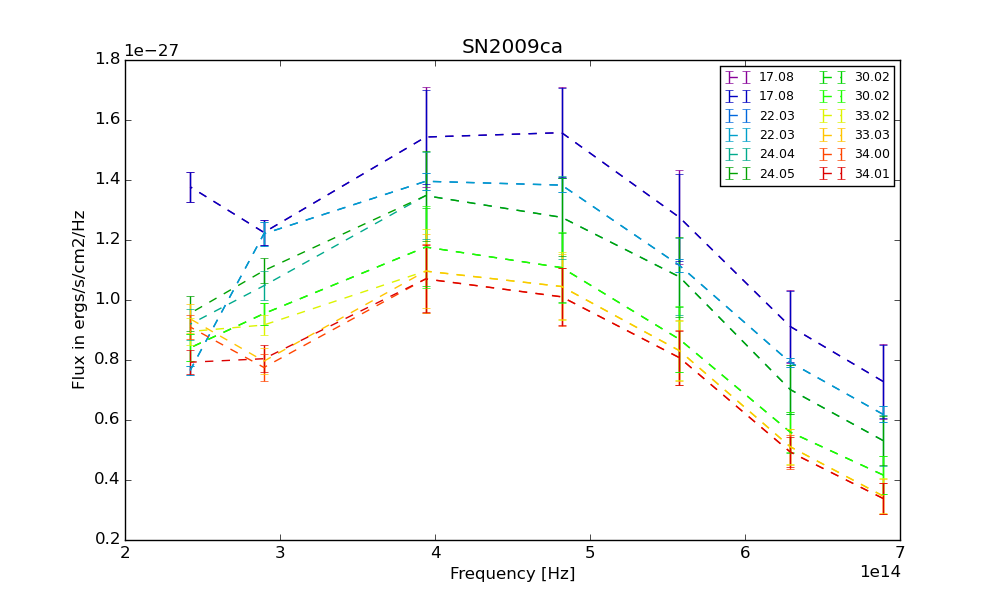 SN2009ca
1e−27
1.8
1.6
1.4
1.2
1.0
0.8
0.6
0.4
0.2
Flux in ergs/s/cm2/Hz
17.08 30.02
17.08 30.02
22.03 33.02
22.03 33.03
24.04 34.00
24.05 34.01
2 3 4 5 6 7
Frequency [Hz]
1e14